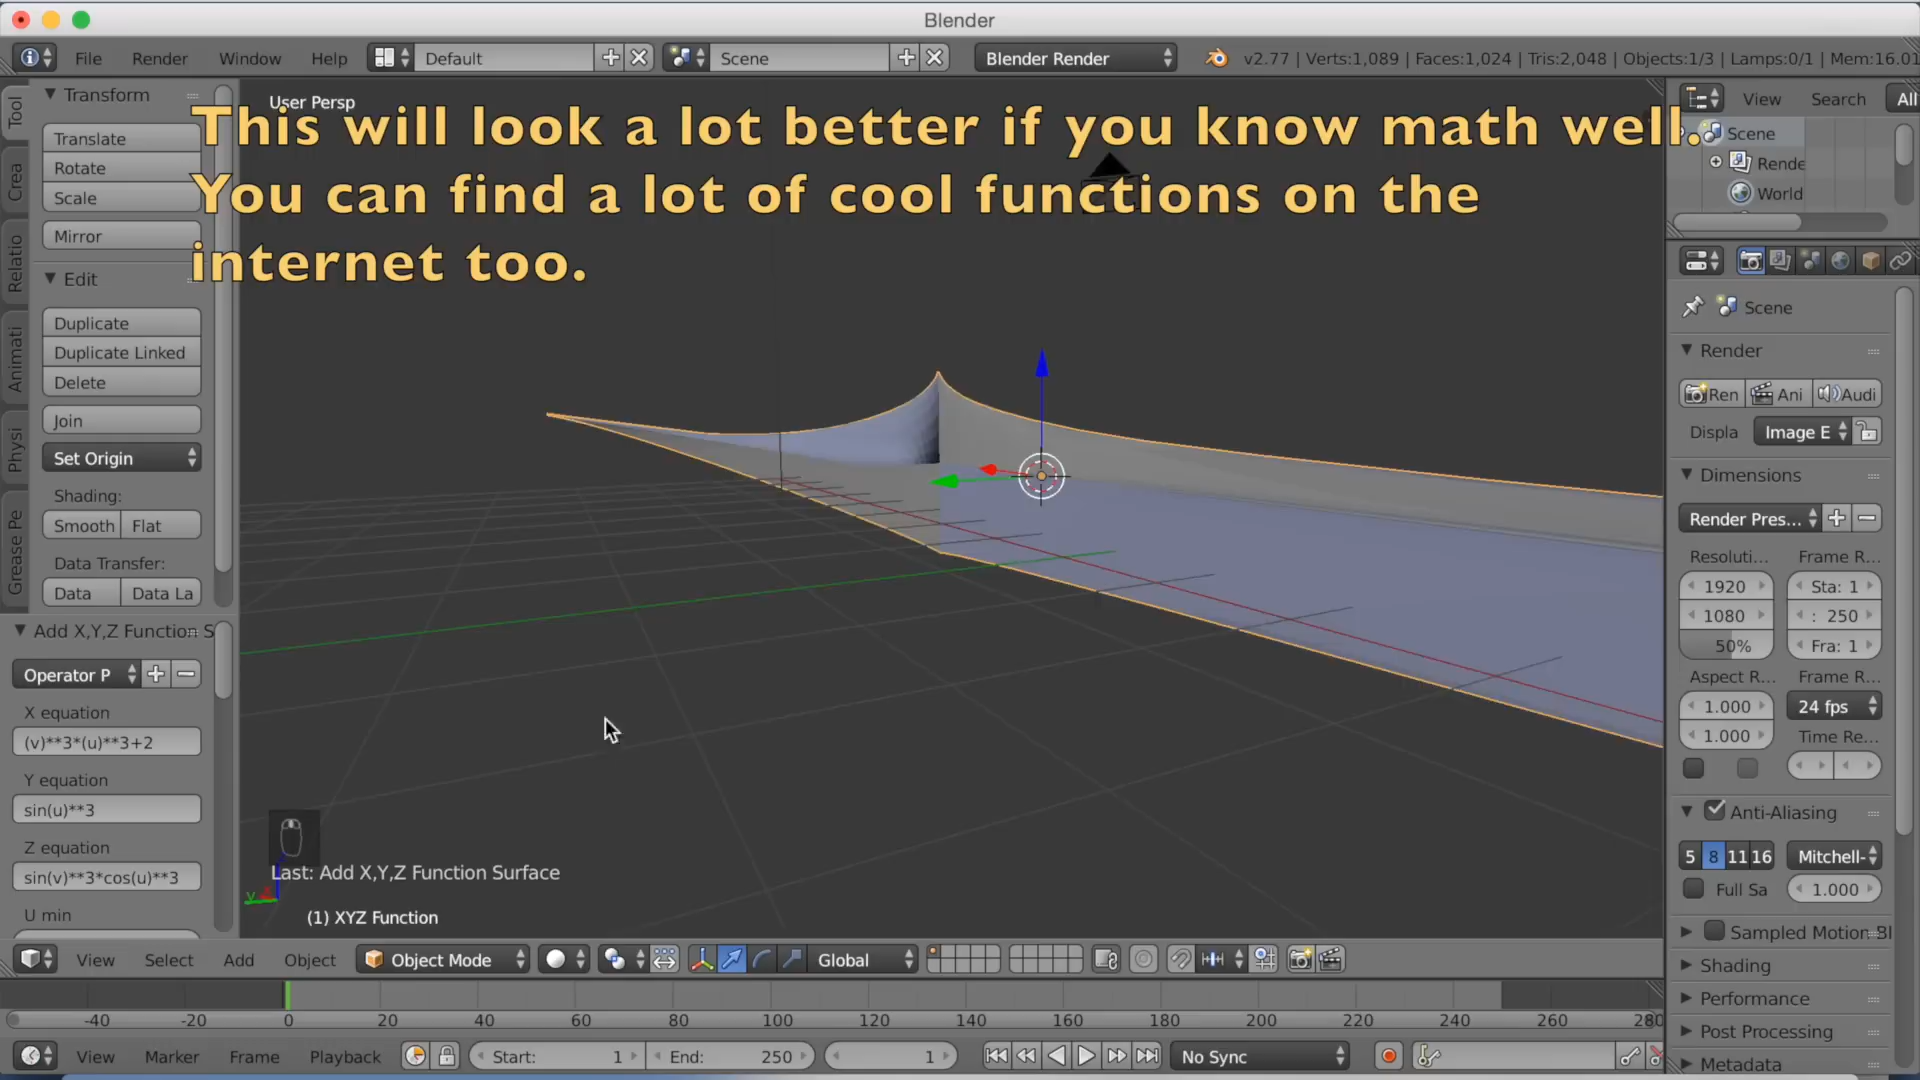 Blender
File Render Window Help Default Scene Blender Render v2.77 | Verts:1,089 | Faces:1,024 | Tris:2,048 | Objects:1/3 | Lamps:0/1 | Mem:16.01
Tool
Crea
Relatio
Animati
Physi
Grease Pe
Transform
Translate
Rotate
Scale
Mirror
Edit
Duplicate
Duplicate Linked
Delete
Join
Set Origin
Shading:
Smooth Flat
Data Transfer:
Data Data La
Add X,Y,Z Function S
Operator P
X equation
(v)**3*(u)**3+2
Y equation
sin(u)**3
Z equation
sin(v)**3*cos(u)**3
U min
User Persp
This will look a lot better if you know math well.
You can find a lot of cool functions on the
internet too.
Last: Add X,Y,Z Function Surface
y
(1) XYZ Function
View Search All
Scene
Rende
World
Scene
Render
Ren Ani Audi
Displa Image E
Dimensions
Render Pres...
Resoluti... Frame R...
1920 Sta: 1
1080 : 250
50% Fra: 1
Aspect R... Frame R...
1.000 24 fps
1.000 Time Re...
Anti-Aliasing
5 8 11 16 Mitchell-
Full Sa 1.000
Sampled Motion Bl
Shading
Performance
Post Processing
Metadata
View Select Add Object Object Mode Global
-40 -20 0 20 40 60 80 100 120 140 160 180 200 220 240 260 280
View Marker Frame Playback Start: 1 End: 250 1 No Sync